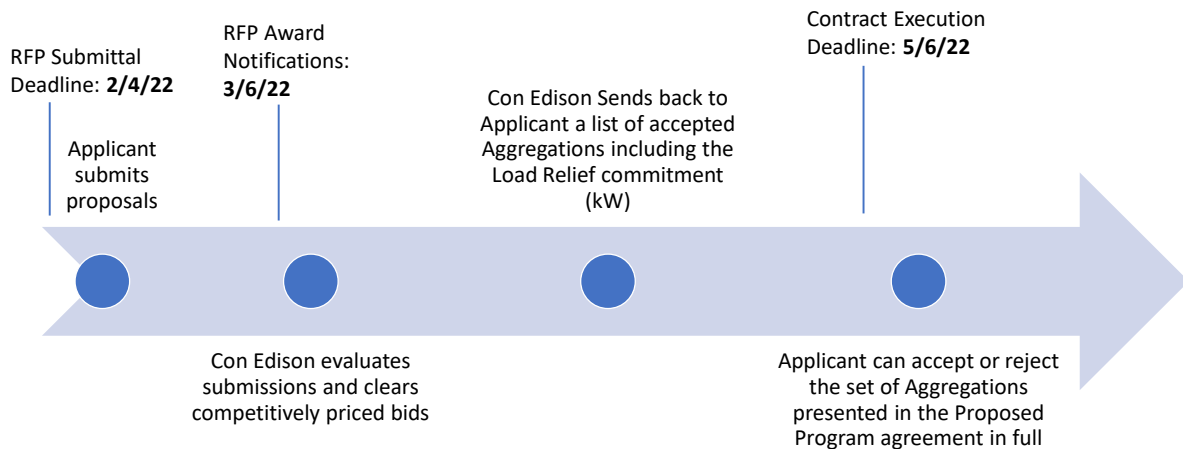 RFP Submittal
Deadline: 2/4/22
Applicant
submits
proposals
RFP Award
Notifications:
3/6/22
Con Edison evaluates
submissions and clears
competitively priced bids
Con Edison Sends back to
Applicant a list of accepted
Aggregations including the
Load Relief commitment
(kW)
Contract Execution
Deadline: 5/6/22
Applicant can accept or reject
the set of Aggregations
presented in the Proposed
Program agreement in full